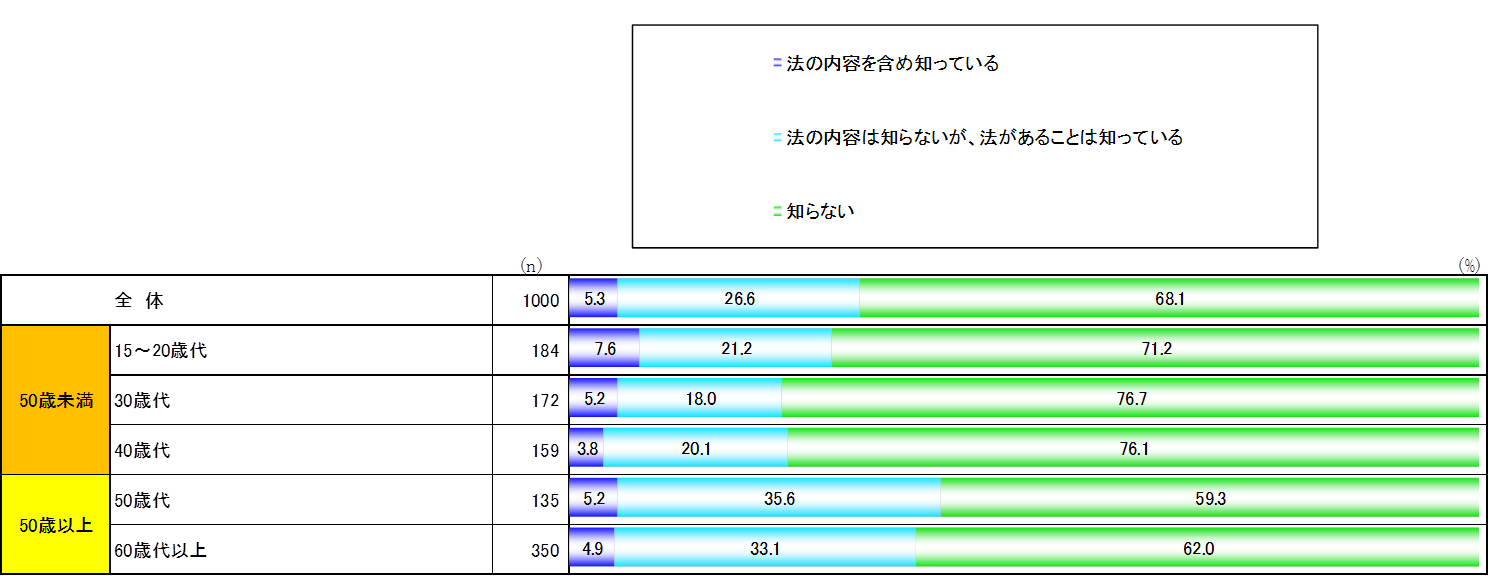 法の内容を含め知っている
法の内容は知らないが、法があることは知っている
知らない
(n) (%)
全 体 1000 5.3 26.6 68.1
50歳未満
15～20歳代 184 7.6 21.2 71.2
30歳代 172 5.2 18.0 76.7
40歳代 159 3.8 20.1 76.1
50歳以上
50歳代 135 5.2 35.6 59.3
60歳代以上 350 4.9 33.1 62.0